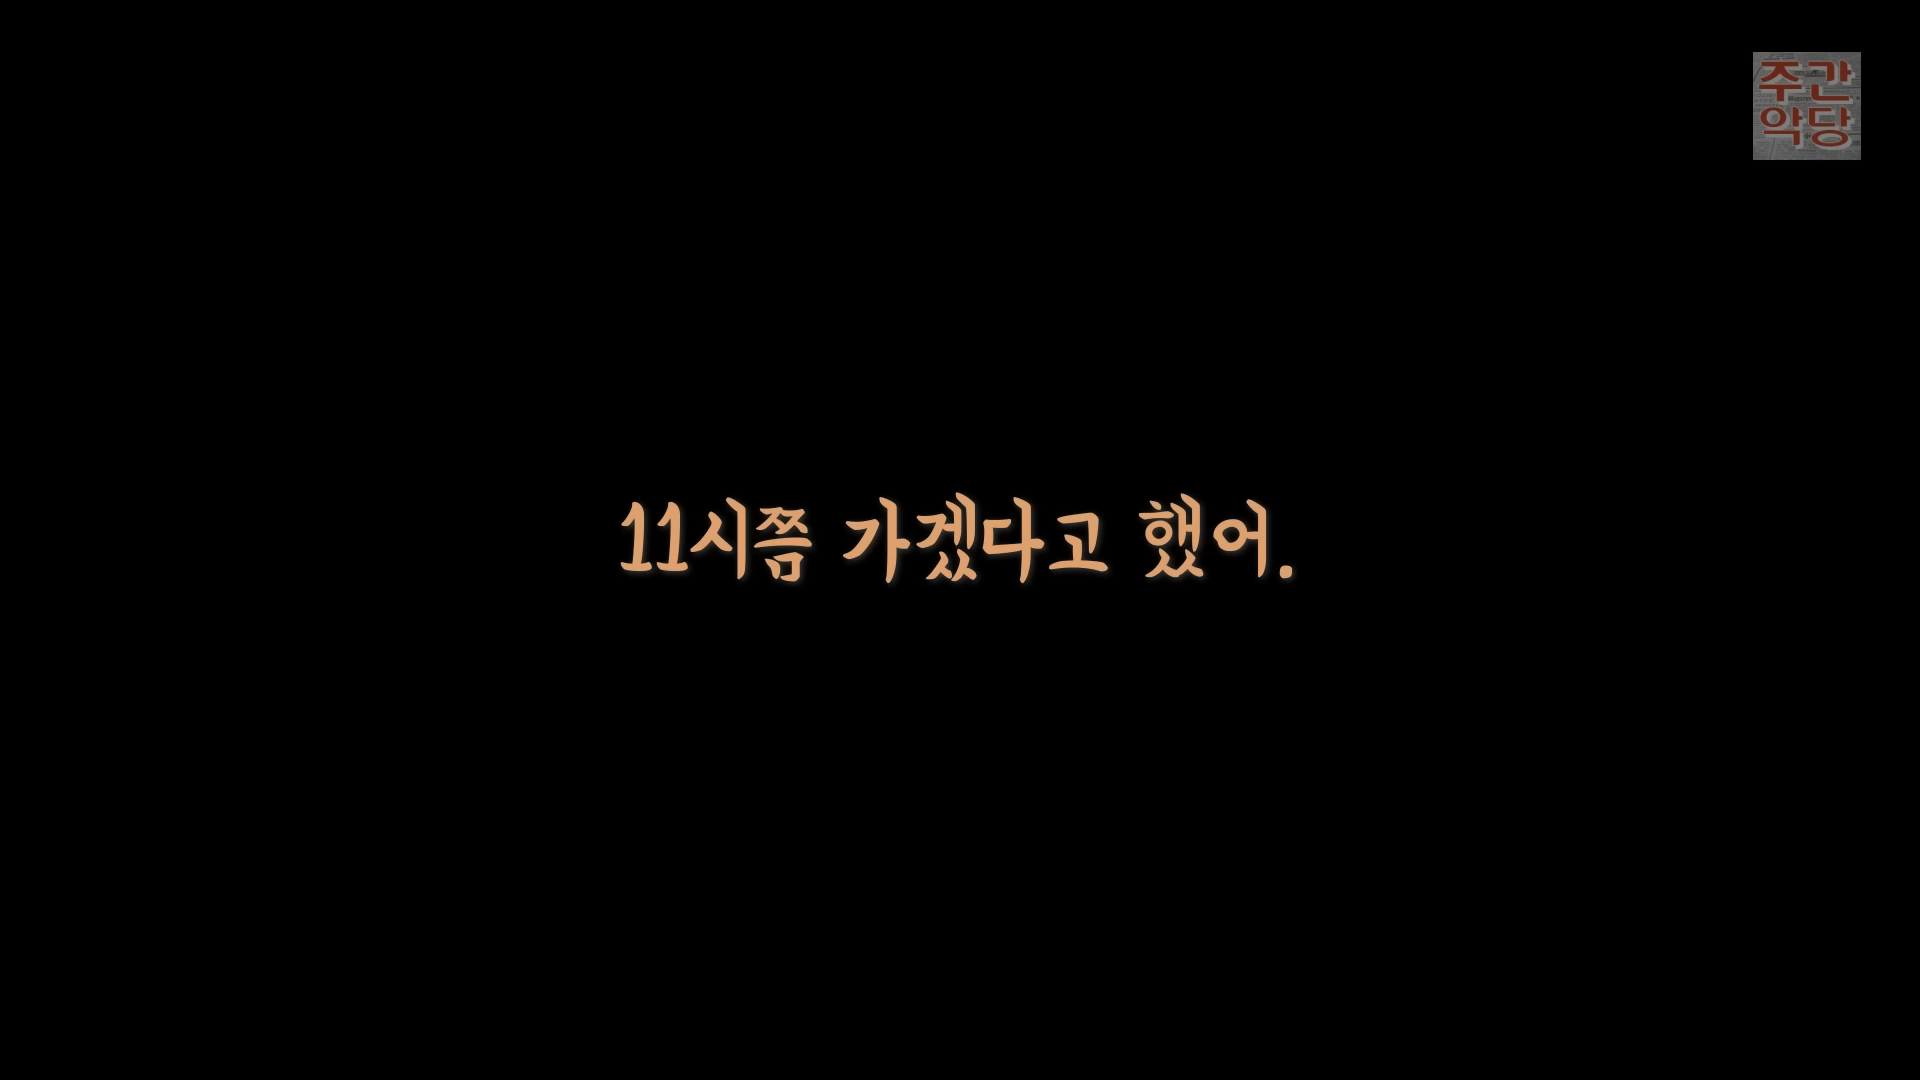 주간
악당
11시쯤 가겠다고 했어.